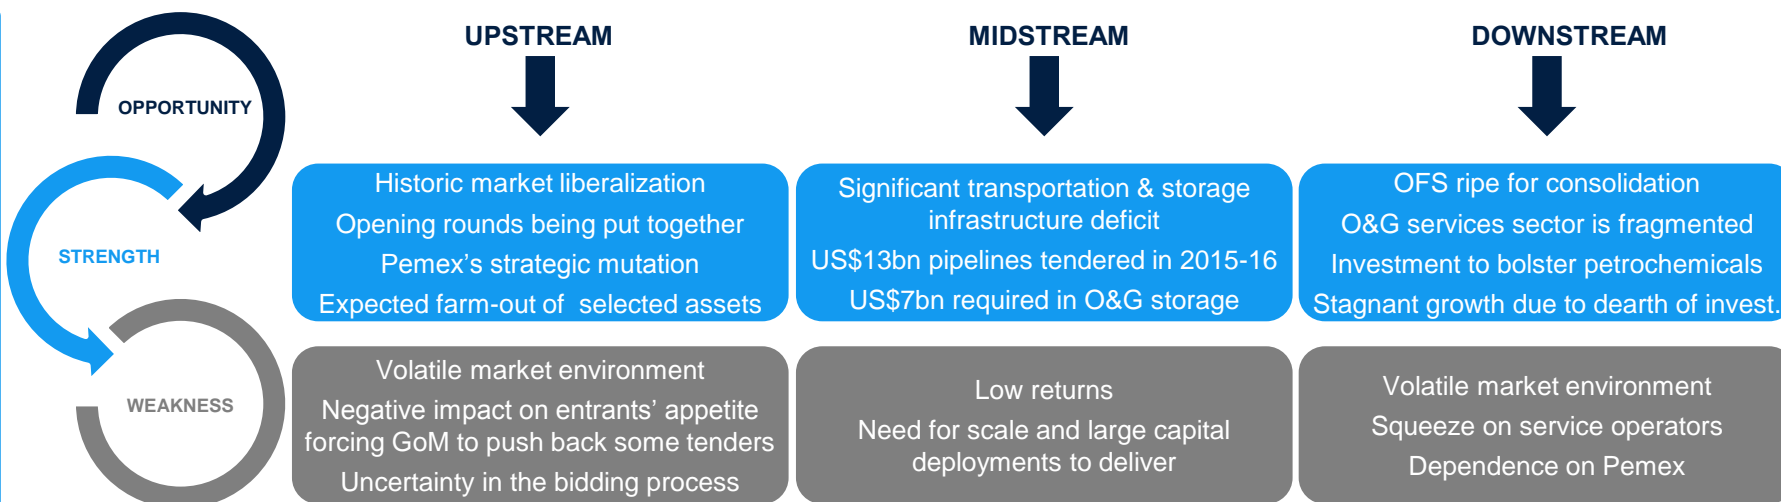 UPSTREAM
MIDSTREAM
DOWNSTREAM
OPPORTUNITY
STRENGTH
WEAKNESS
Historic market liberalization
Opening rounds being put together
Pemex’s strategic mutation
Expected farm-out of selected assets
Significant transportation & storage
infrastructure deficit
US$13bn pipelines tendered in 2015-16
US$7bn required in O&G storage
OFS ripe for consolidation
O&G services sector is fragmented
Investment to bolster petrochemicals
Stagnant growth due to dearth of invest.
Volatile market environment
Negative impact on entrants’ appetite
forcing GoM to push back some tenders
Uncertainty in the bidding process
Low returns
Need for scale and large capital
deployments to deliver
Volatile market environment
Squeeze on service operators
Dependence on Pemex